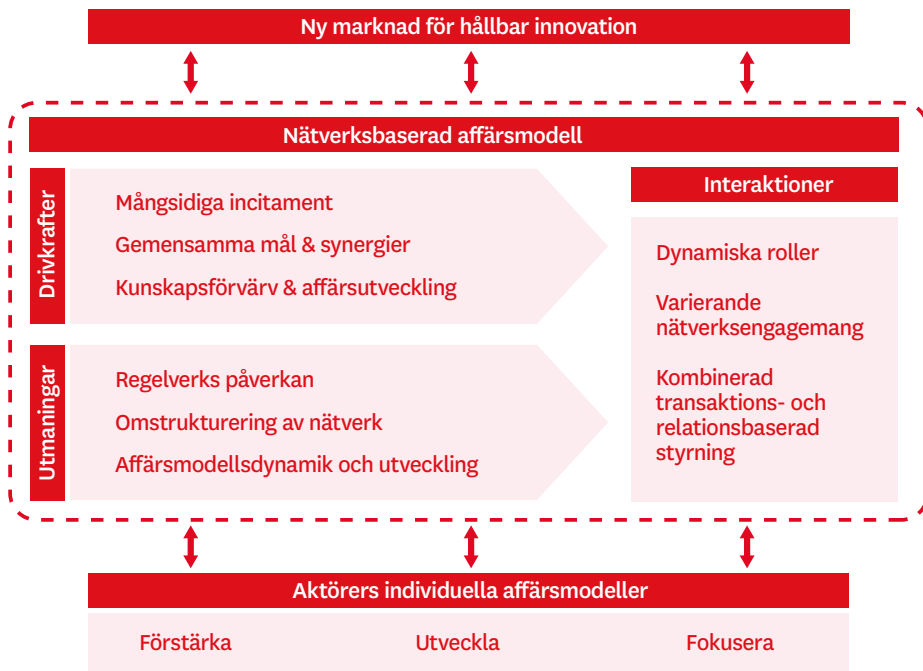 Ny marknad för hållbar innovation
Nätverksbaserad affärsmodell
Drivkrafter
Mångsidiga incitament
Gemensamma mål & synergier
Kunskapsförvärv & affärsutveckling
Utmaningar
Regelverks påverkan
Omstrukturering av nätverk
Affärsmodellsdynamik och utveckling
Interaktioner
Dynamiska roller
Varierande
nätverksengagemang
Kombinerad
transaktions- och
relationsbaserad
styrning
Aktörers individuella affärsmodeller
Förstärka
Utveckla
Fokusera